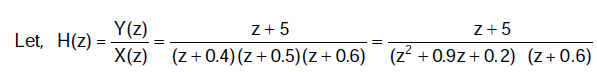 Let, H(z) = Y(z)/X(z) = (z + 5)/((z + 0.4)(z + 0.5)(z + 0.6)) = (z + 5)/((z² + 0.9z + 0.2) (z + 0.6))